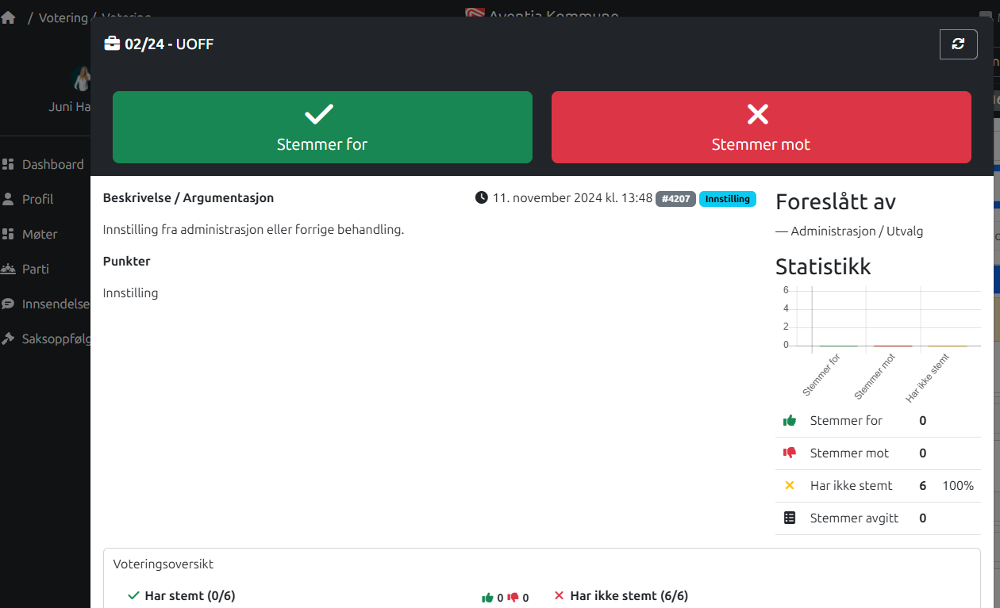 / Votering / Votering
Aventia Kommune
02/24 - UOFF
Juni Ha
Stemmer for
Stemmer mot
Dashboard
Profil
Møter
Parti
Innsendelse
Saksoppfølg
Beskrivelse / Argumentasjon
11. november 2024 kl. 13:48 #4207 Innstilling
Innstilling fra administrasjon eller forrige behandling.
Punkter
Innstilling
Foreslått av
— Administrasjon / Utvalg
Statistikk
6
4
2
0
Stemmer for
Stemmer mot
Har ikke stemt
Stemmer for 0
Stemmer mot 0
Har ikke stemt 6 100%
Stemmer avgitt 0
Voteringsoversikt
Har stemt (0/6) 0 0
Har ikke stemt (6/6)